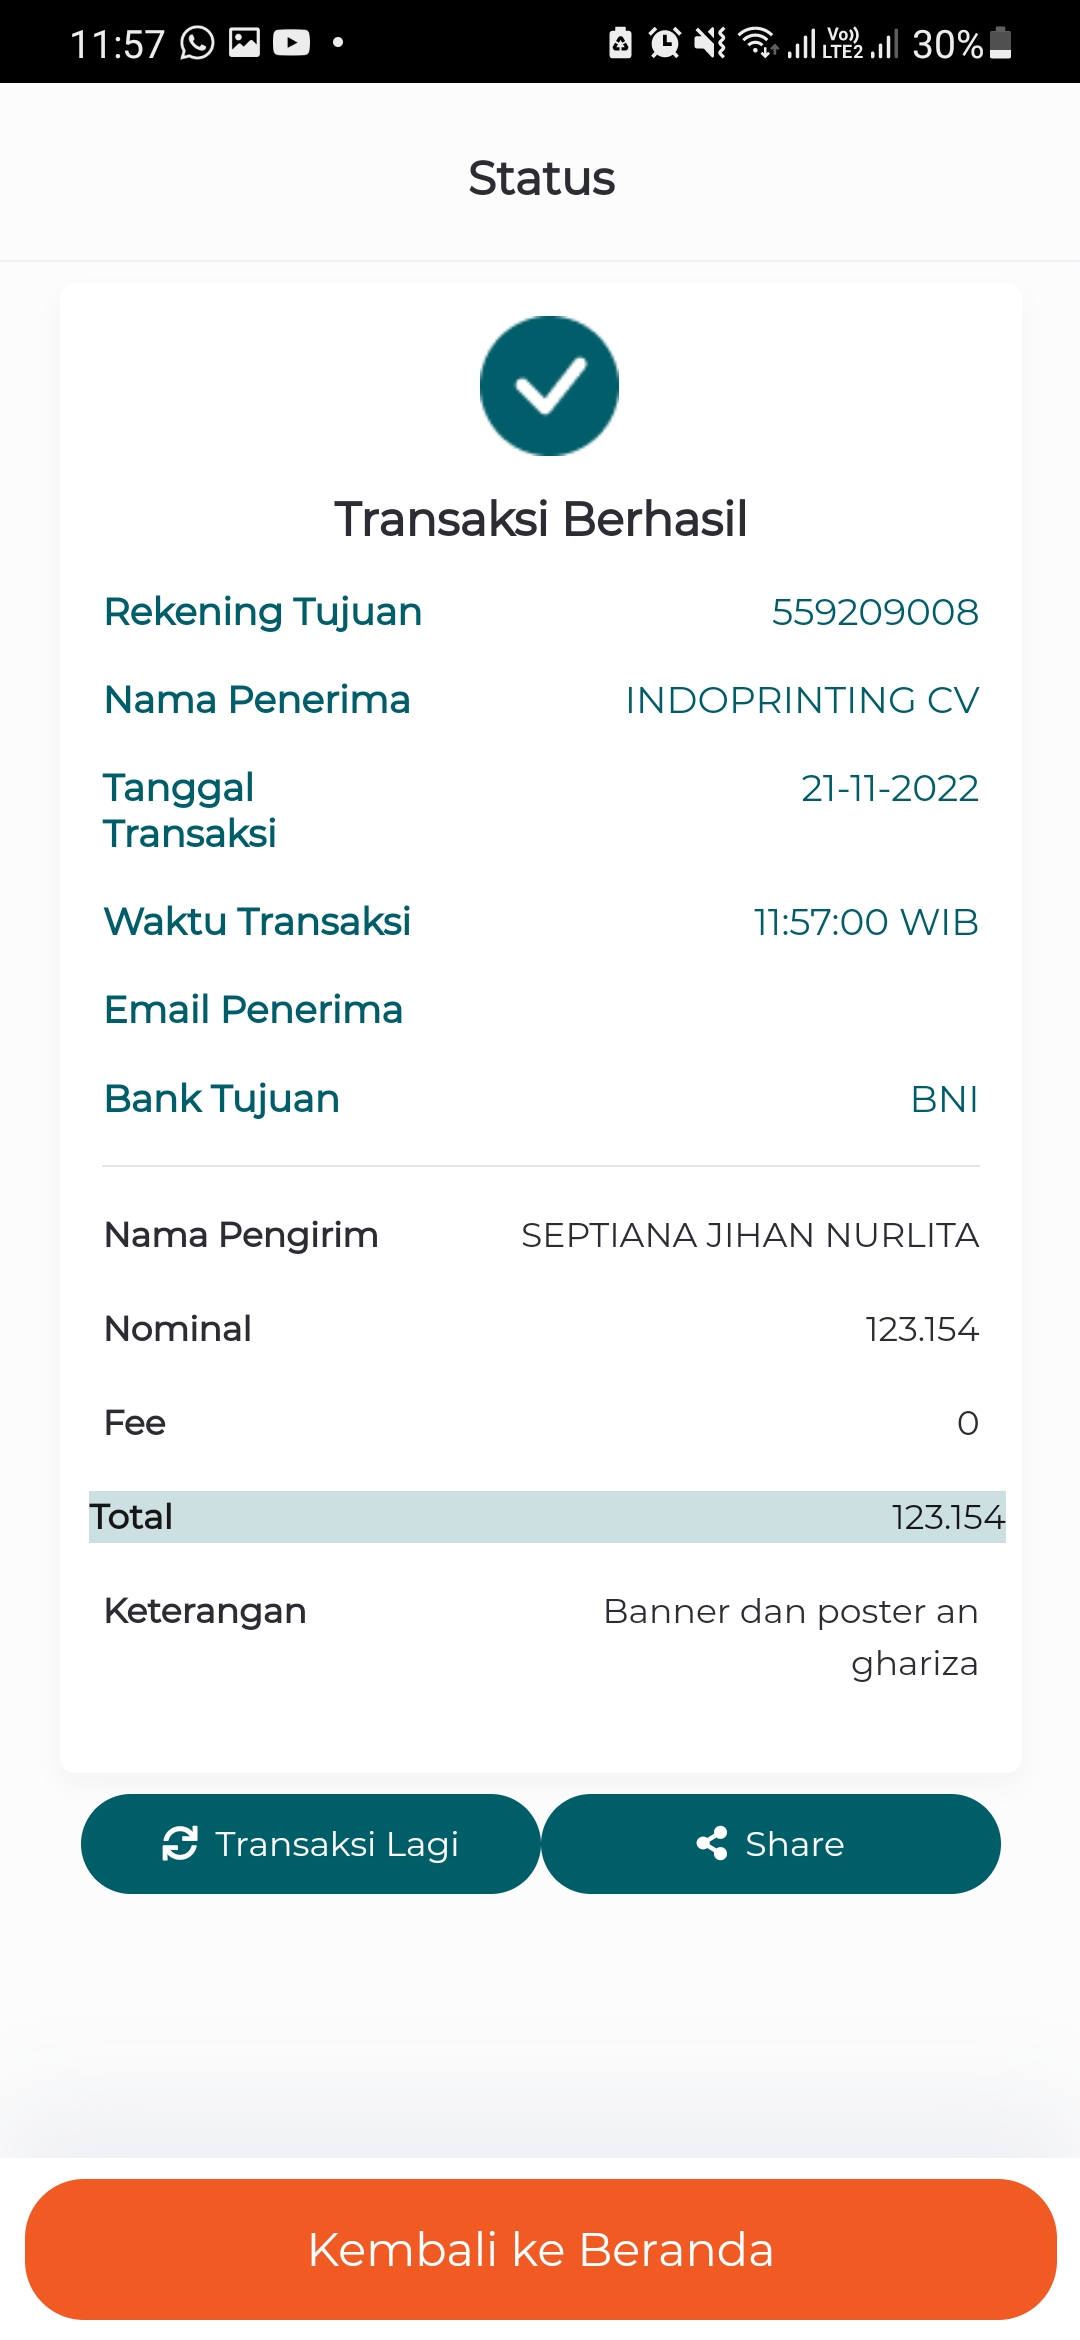 11:57
Vo))
LTE2
30%
Status
Transaksi Berhasil
Rekening Tujuan 559209008
Nama Penerima INDOPRINTING CV
Tanggal 21-11-2022
Transaksi
Waktu Transaksi 11:57:00 WIB
Email Penerima
Bank Tujuan BNI
Nama Pengirim SEPTIANA JIHAN NURLITA
Nominal 123.154
Fee 0
Total 123.154
Keterangan Banner dan poster an
ghariza
Transaksi Lagi
Share
Kembali ke Beranda